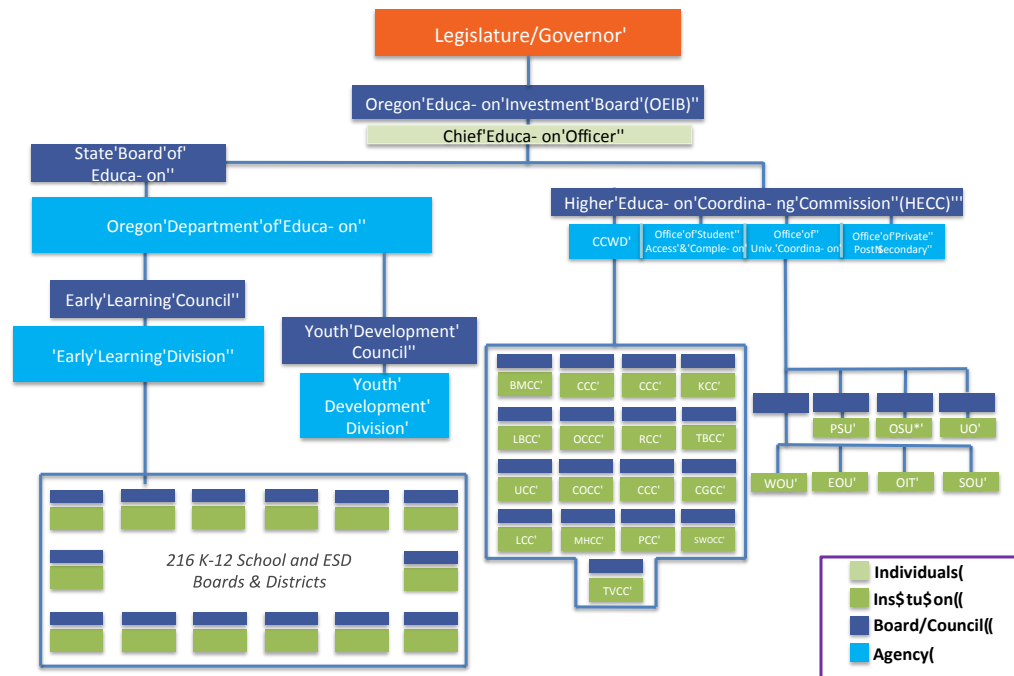 Legislature/Governor'
Oregon'Educa- on'Investment'Board'(OEIB)''
Chief'Educa- on'Officer''
State'Board'of'
Educa- on''
Oregon'Department'of'Educa- on''
Higher'Educa- on'Coordina- ng'Commission''(HECC)'''
CCWD'
Office'of'Student''
Access'&'Comple- on'
Office'of''
Univ.'Coordina- on'
Office'of'Private''
PostNSecondary''
Early'Learning'Council''
'Early'Learning'Division''
Youth'Development'
Council''
Youth'
Development'
Division'
BMCC'
CCC'
CCC'
KCC'
LBCC'
OCCC'
RCC'
TBCC'
UCC'
COCC'
CCC'
CGCC'
LCC'
MHCC'
PCC'
SWOCC'
TVCC'
PSU'
OSU*'
UO'
WOU'
EOU'
OIT'
SOU'
216 K-12 School and ESD
Boards & Districts
Individuals(
Ins$tu$on((
Board/Council((
Agency(